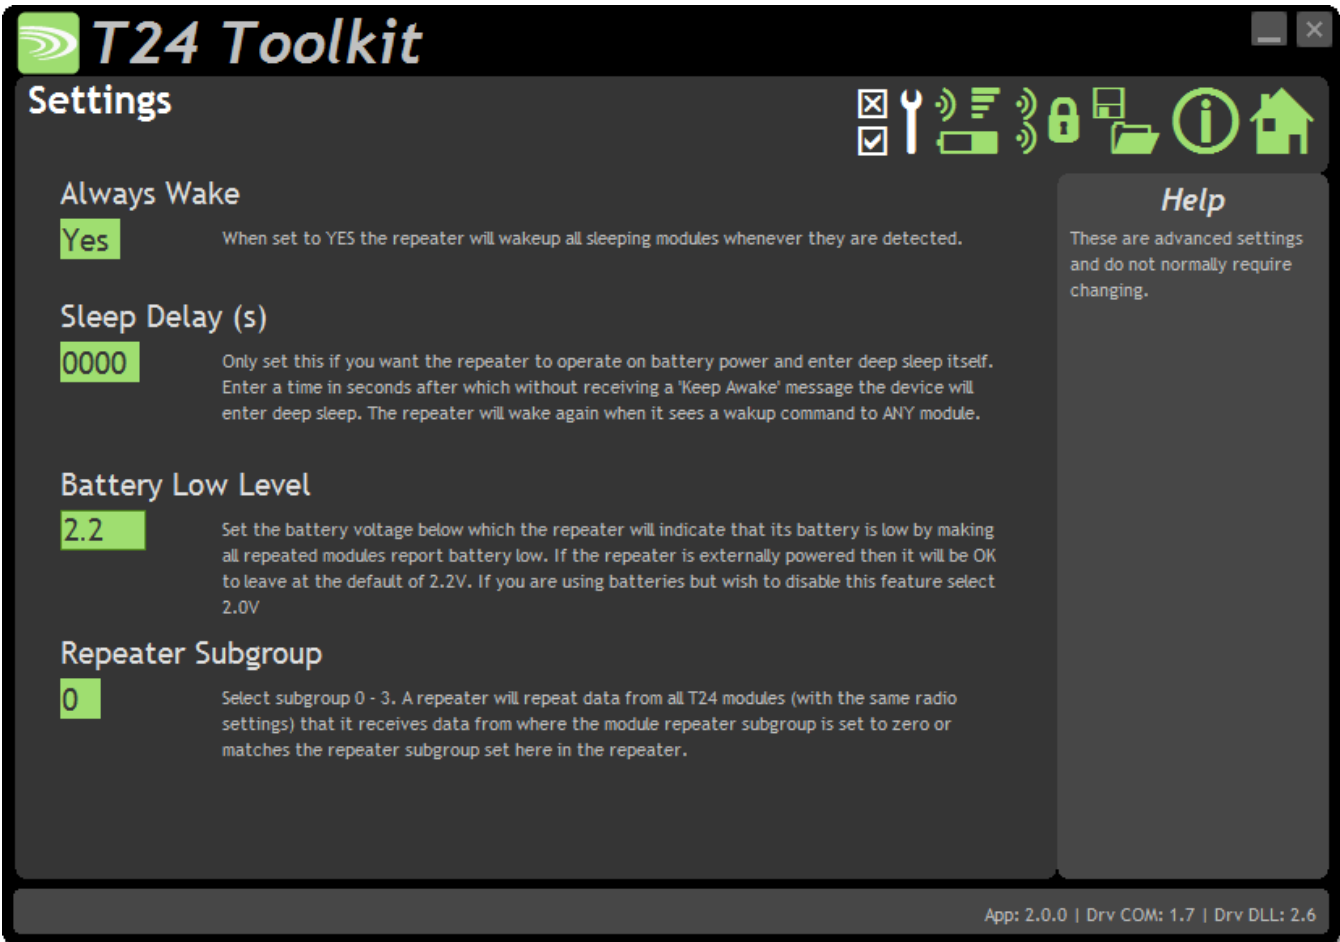 T24 Toolkit
Settings
Always Wake
Yes
When set to YES the repeater will wakeup all sleeping modules whenever they are detected.
Sleep Delay (s)
0000
Only set this if you want the repeater to operate on battery power and enter deep sleep itself.
Enter a time in seconds after which without receiving a 'Keep Awake' message the device will
enter deep sleep. The repeater will wake again when it sees a wakup command to ANY module.
Battery Low Level
2.2
Set the battery voltage below which the repeater will indicate that its battery is low by making
all repeated modules report battery low. If the repeater is externally powered then it will be OK
to leave at the default of 2.2V. If you are using batteries but wish to disable this feature select
2.0V
Repeater Subgroup
0
Select subgroup 0 - 3. A repeater will repeat data from all T24 modules (with the same radio
settings) that it receives data from where the module repeater subgroup is set to zero or
matches the repeater subgroup set here in the repeater.
Help
These are advanced settings
and do not normally require
changing.
App: 2.0.0 | Drv COM: 1.7 | Drv DLL: 2.6